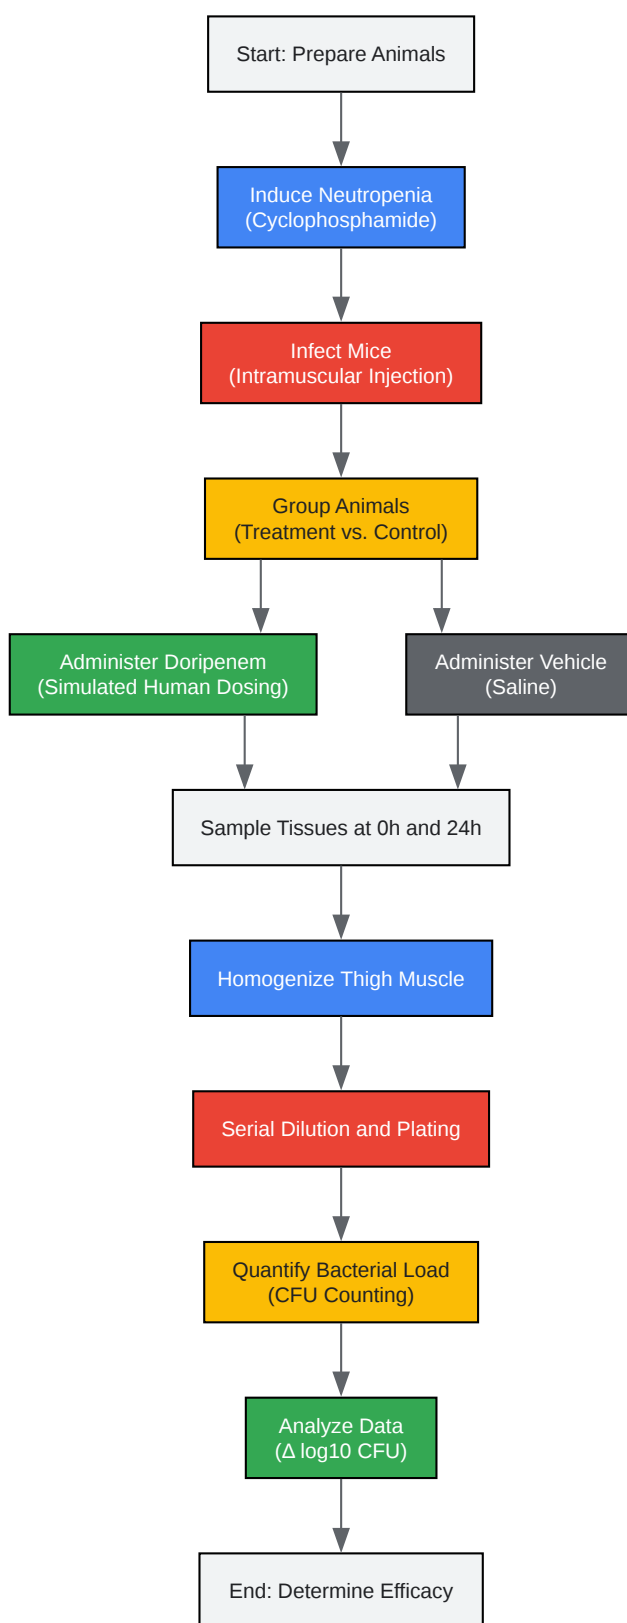 Start: Prepare Animals
Induce Neutropenia
(Cyclophosphamide)
Infect Mice
(Intramuscular Injection)
Group Animals
(Treatment vs. Control)
Administer Doripenem
(Simulated Human Dosing)
Administer Vehicle
(Saline)
Sample Tissues at 0h and 24h
Homogenize Thigh Muscle
Serial Dilution and Plating
Quantify Bacterial Load
(CFU Counting)
Analyze Data
(Δ log10 CFU)
End: Determine Efficacy